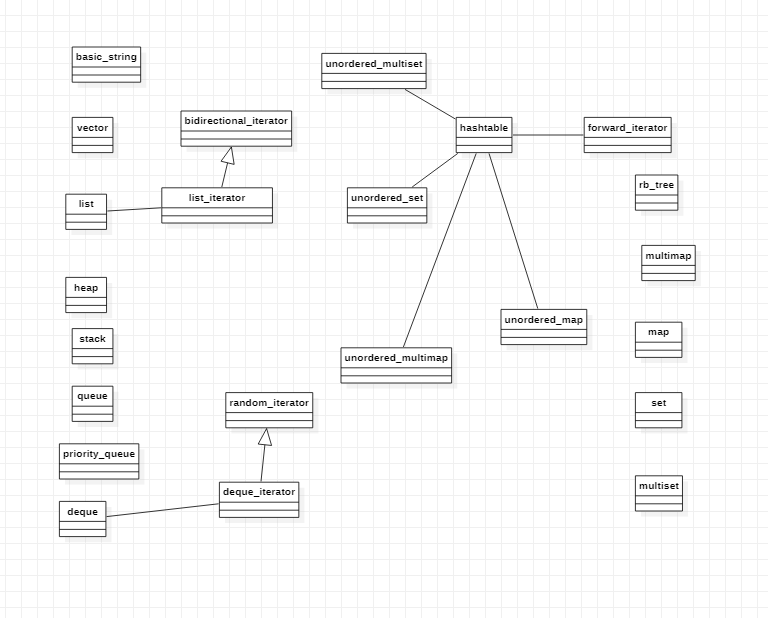 basic_string
unordered_multiset
vector
bidirectional_iterator
hashtable
forward_iterator
rb_tree
list
list_iterator
unordered_set
multimap
heap
unordered_map
stack
map
unordered_multimap
queue
random_iterator
set
priority_queue
deque_iterator
multiset
deque